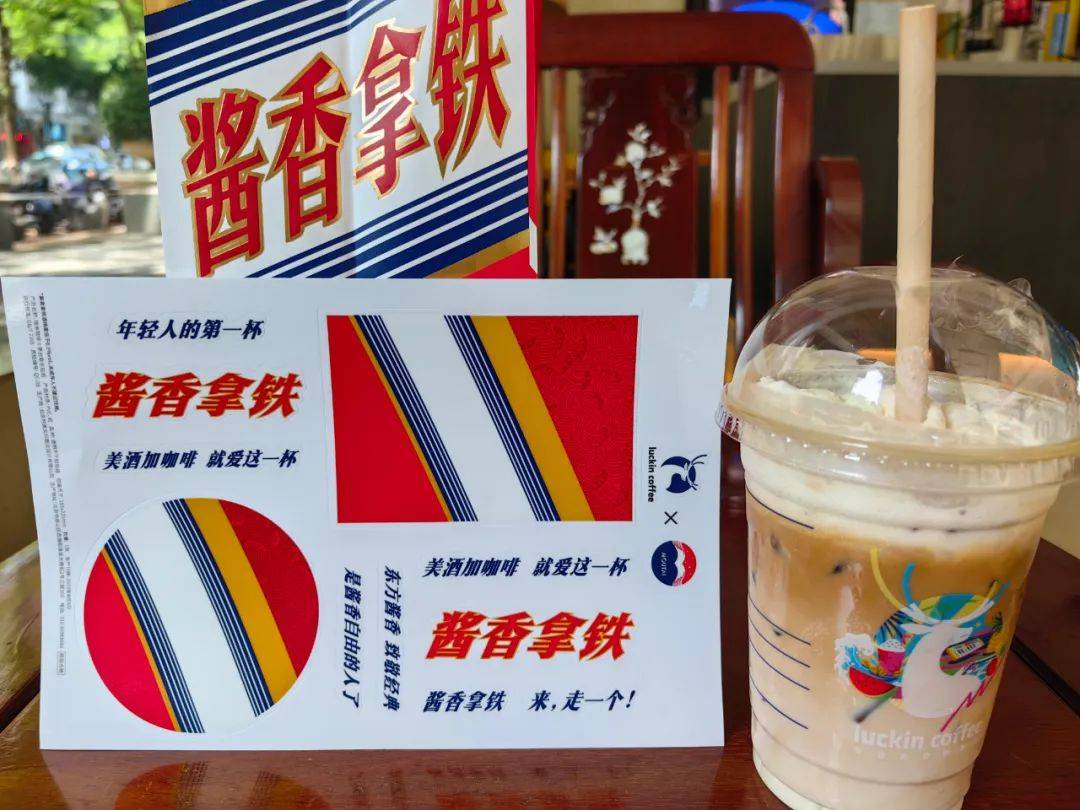 酱香拿铁
年轻人的第一杯
酱香拿铁
美酒加咖啡 就爱这一杯
luckin coffee
×
MOUTAI
美酒加咖啡 就爱这一杯
酱香拿铁
酱香拿铁 来,走一个!
东方酱香 致敬经典
是酱香自由的人了
luckin coffee